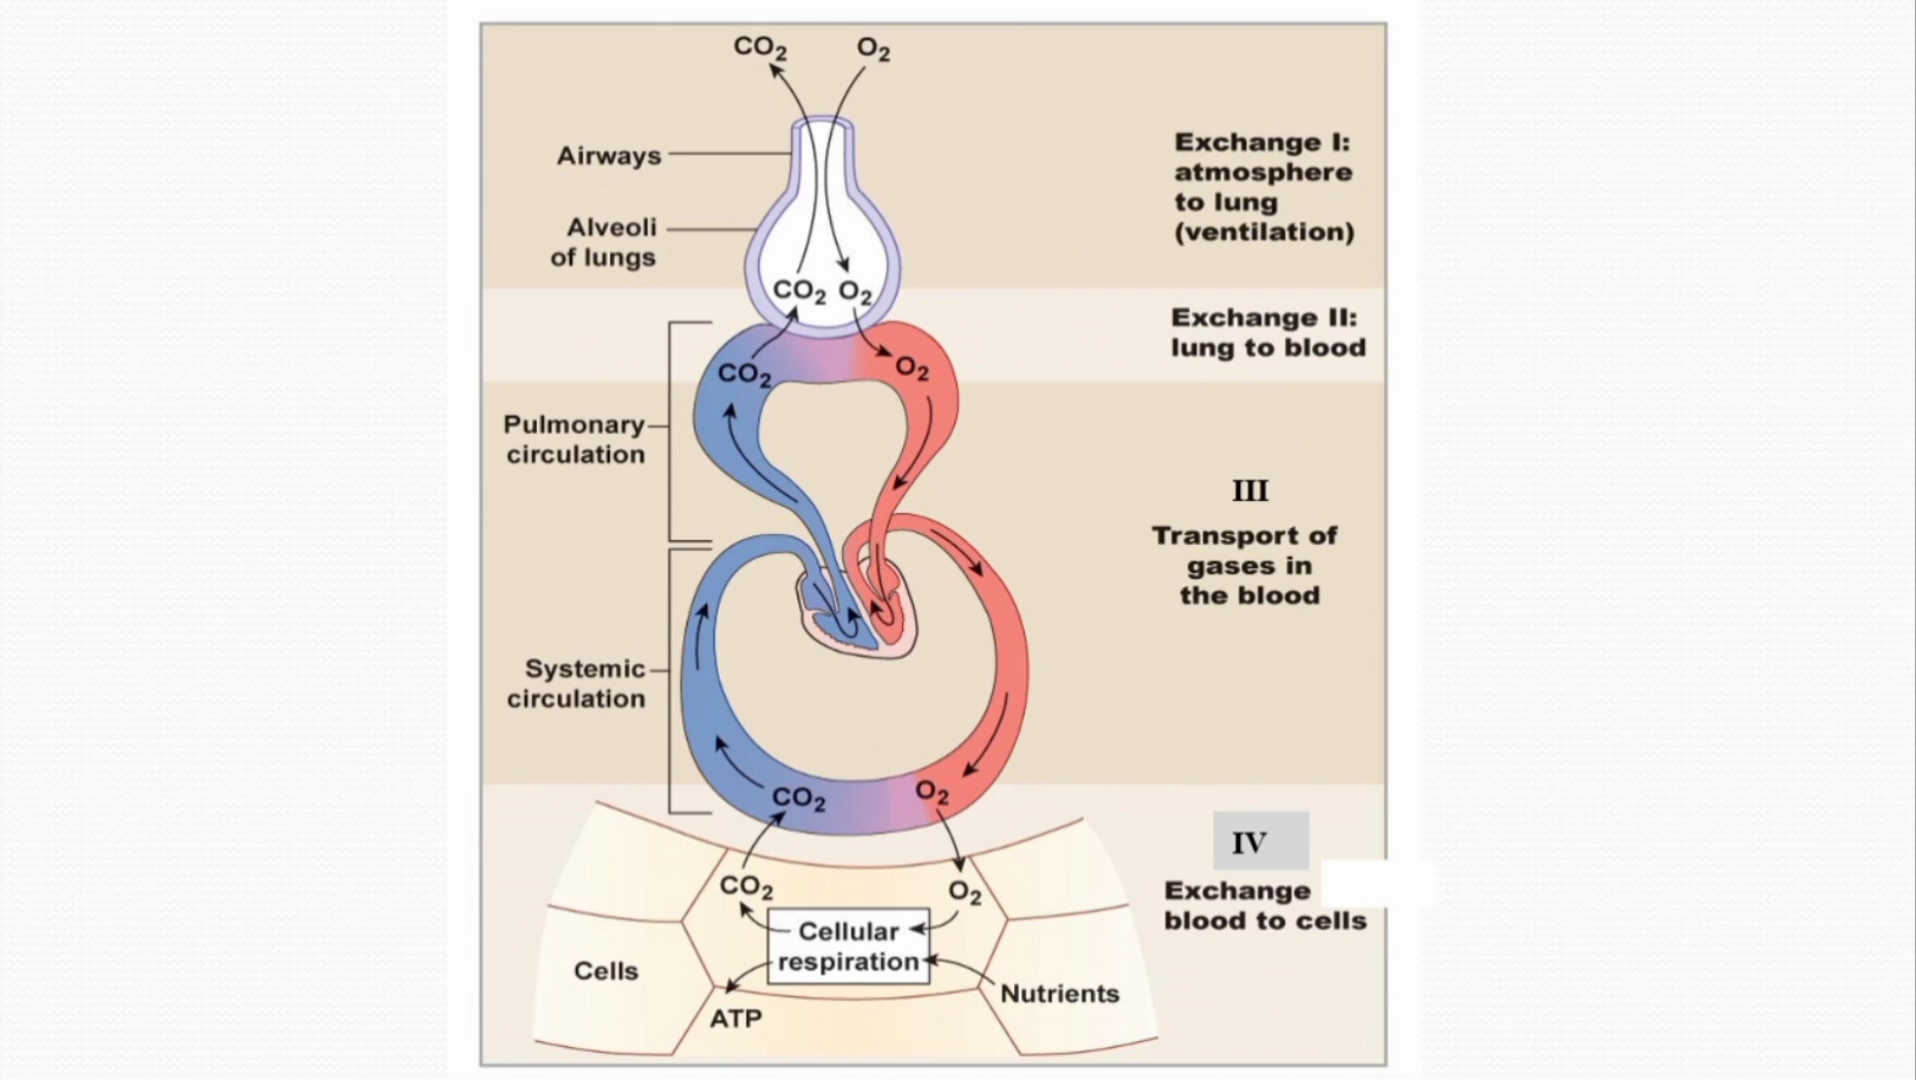 CO2
O2
Airways
Exchange I:
atmosphere
to lung
(ventilation)
Alveoli
of lungs
CO2 O2
Exchange II:
lung to blood
CO2
O2
Pulmonary
circulation
III
Transport of
gases in
the blood
Systemic
circulation
CO2
O2
IV
Exchange
blood to cells
CO2
O2
Cellular
respiration
Cells
Nutrients
ATP